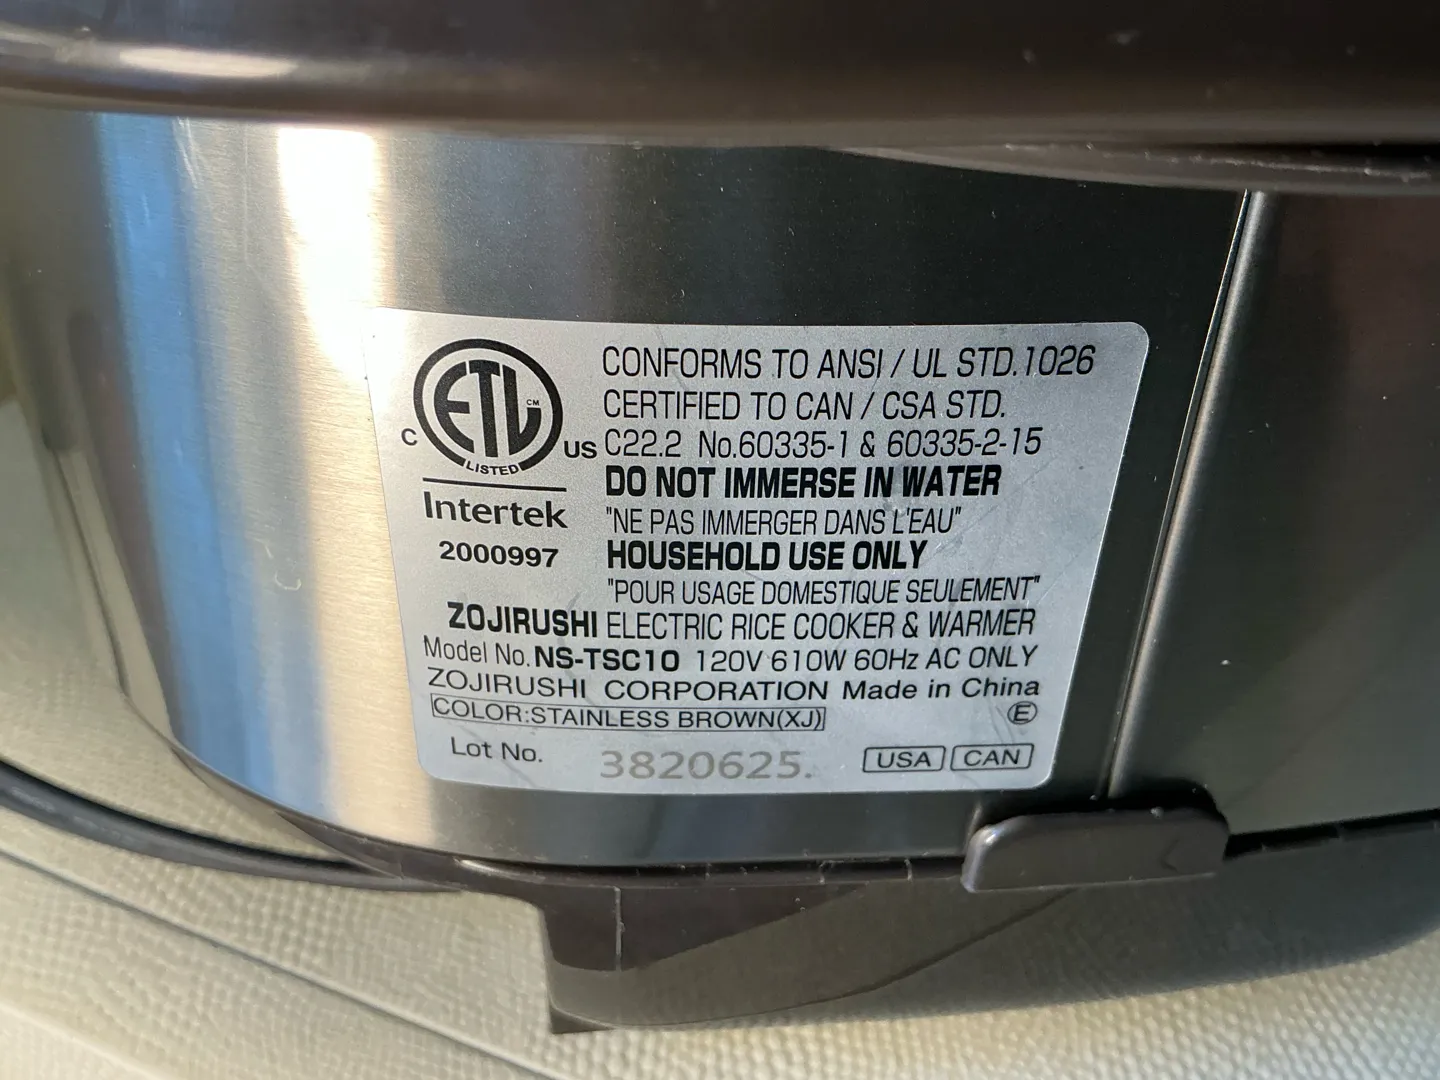 ETL CM
LISTED
C US
Intertek
2000997
CONFORMS TO ANSI / UL STD.1026
CERTIFIED TO CAN / CSA STD.
C22.2 No.60335-1 & 60335-2-15
DO NOT IMMERSE IN WATER
"NE PAS IMMERGER DANS L'EAU"
HOUSEHOLD USE ONLY
"POUR USAGE DOMESTIQUE SEULEMENT"
ZOJIRUSHI ELECTRIC RICE COOKER & WARMER
Model No. NS-TSC10 120V 610W 60Hz AC ONLY
ZOJIRUSHI CORPORATION Made in China
COLOR:STAINLESS BROWN(XJ) E
Lot No. 3820625. USA CAN